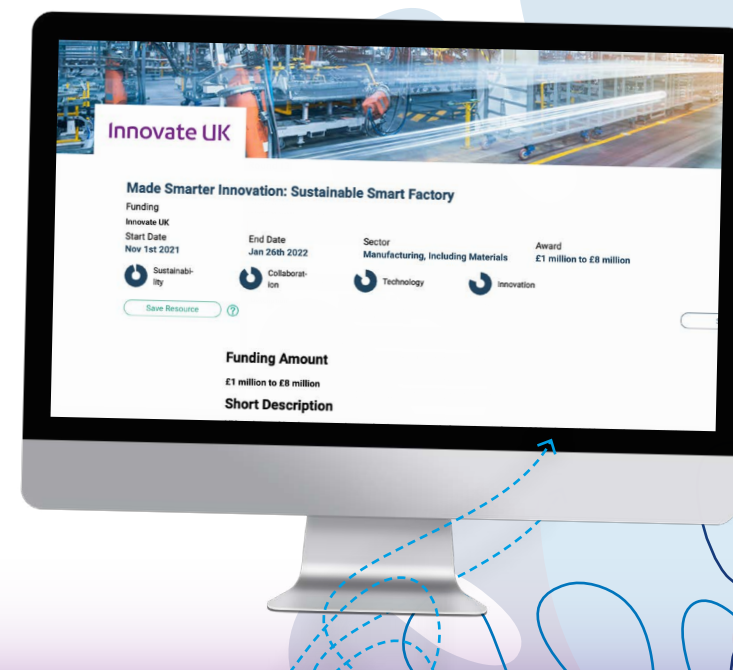 Innovate UK
Made Smarter Innovation: Sustainable Smart Factory
Funding
Innovate UK
Start Date
Nov 1st 2021
End Date
Jan 26th 2022
Sector
Manufacturing, Including Materials
Award
£1 million to £8 million
Sustainabi-
lity
Collaborat-
ion
Technology
Innovation
Save Resource
?
Funding Amount
£1 million to £8 million
Short Description